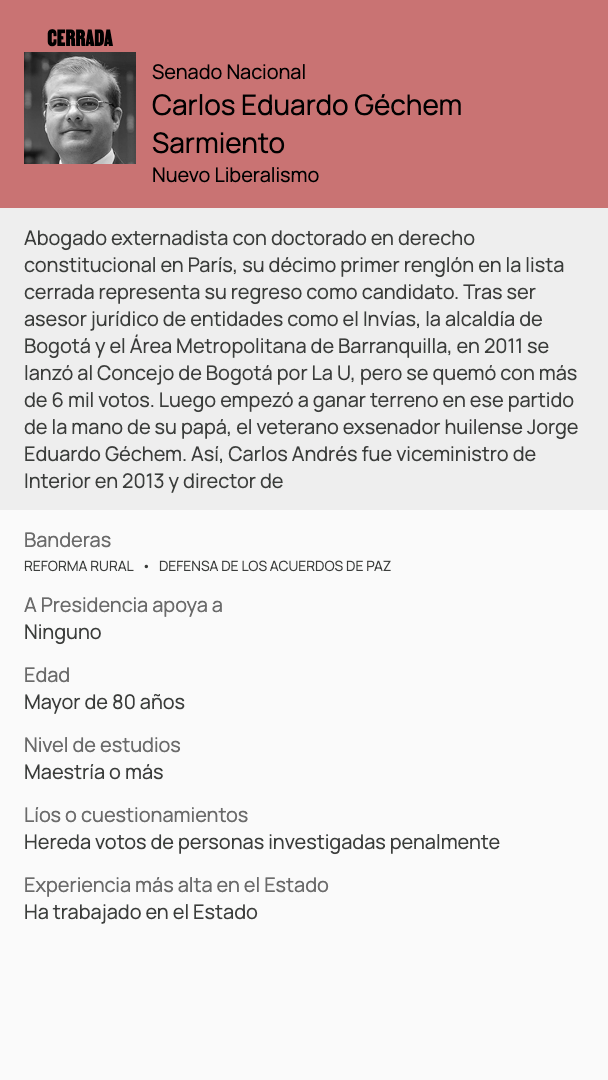 CERRADA
Senado Nacional
Carlos Eduardo Géchem
Sarmiento
Nuevo Liberalismo
Abogado externadista con doctorado en derecho
constitucional en París, su décimo primer renglón en la lista
cerrada representa su regreso como candidato. Tras ser
asesor jurídico de entidades como el Invías, la alcaldía de
Bogotá y el Área Metropolitana de Barranquilla, en 2011 se
lanzó al Concejo de Bogotá por La U, pero se quemó con más
de 6 mil votos. Luego empezó a ganar terreno en ese partido
de la mano de su papá, el veterano exsenador huilense Jorge
Eduardo Géchem. Así, Carlos Andrés fue viceministro de
Interior en 2013 y director de
Banderas
REFORMA RURAL • DEFENSA DE LOS ACUERDOS DE PAZ
A Presidencia apoya a
Ninguno
Edad
Mayor de 80 años
Nivel de estudios
Maestría o más
Líos o cuestionamientos
Hereda votos de personas investigadas penalmente
Experiencia más alta en el Estado
Ha trabajado en el Estado